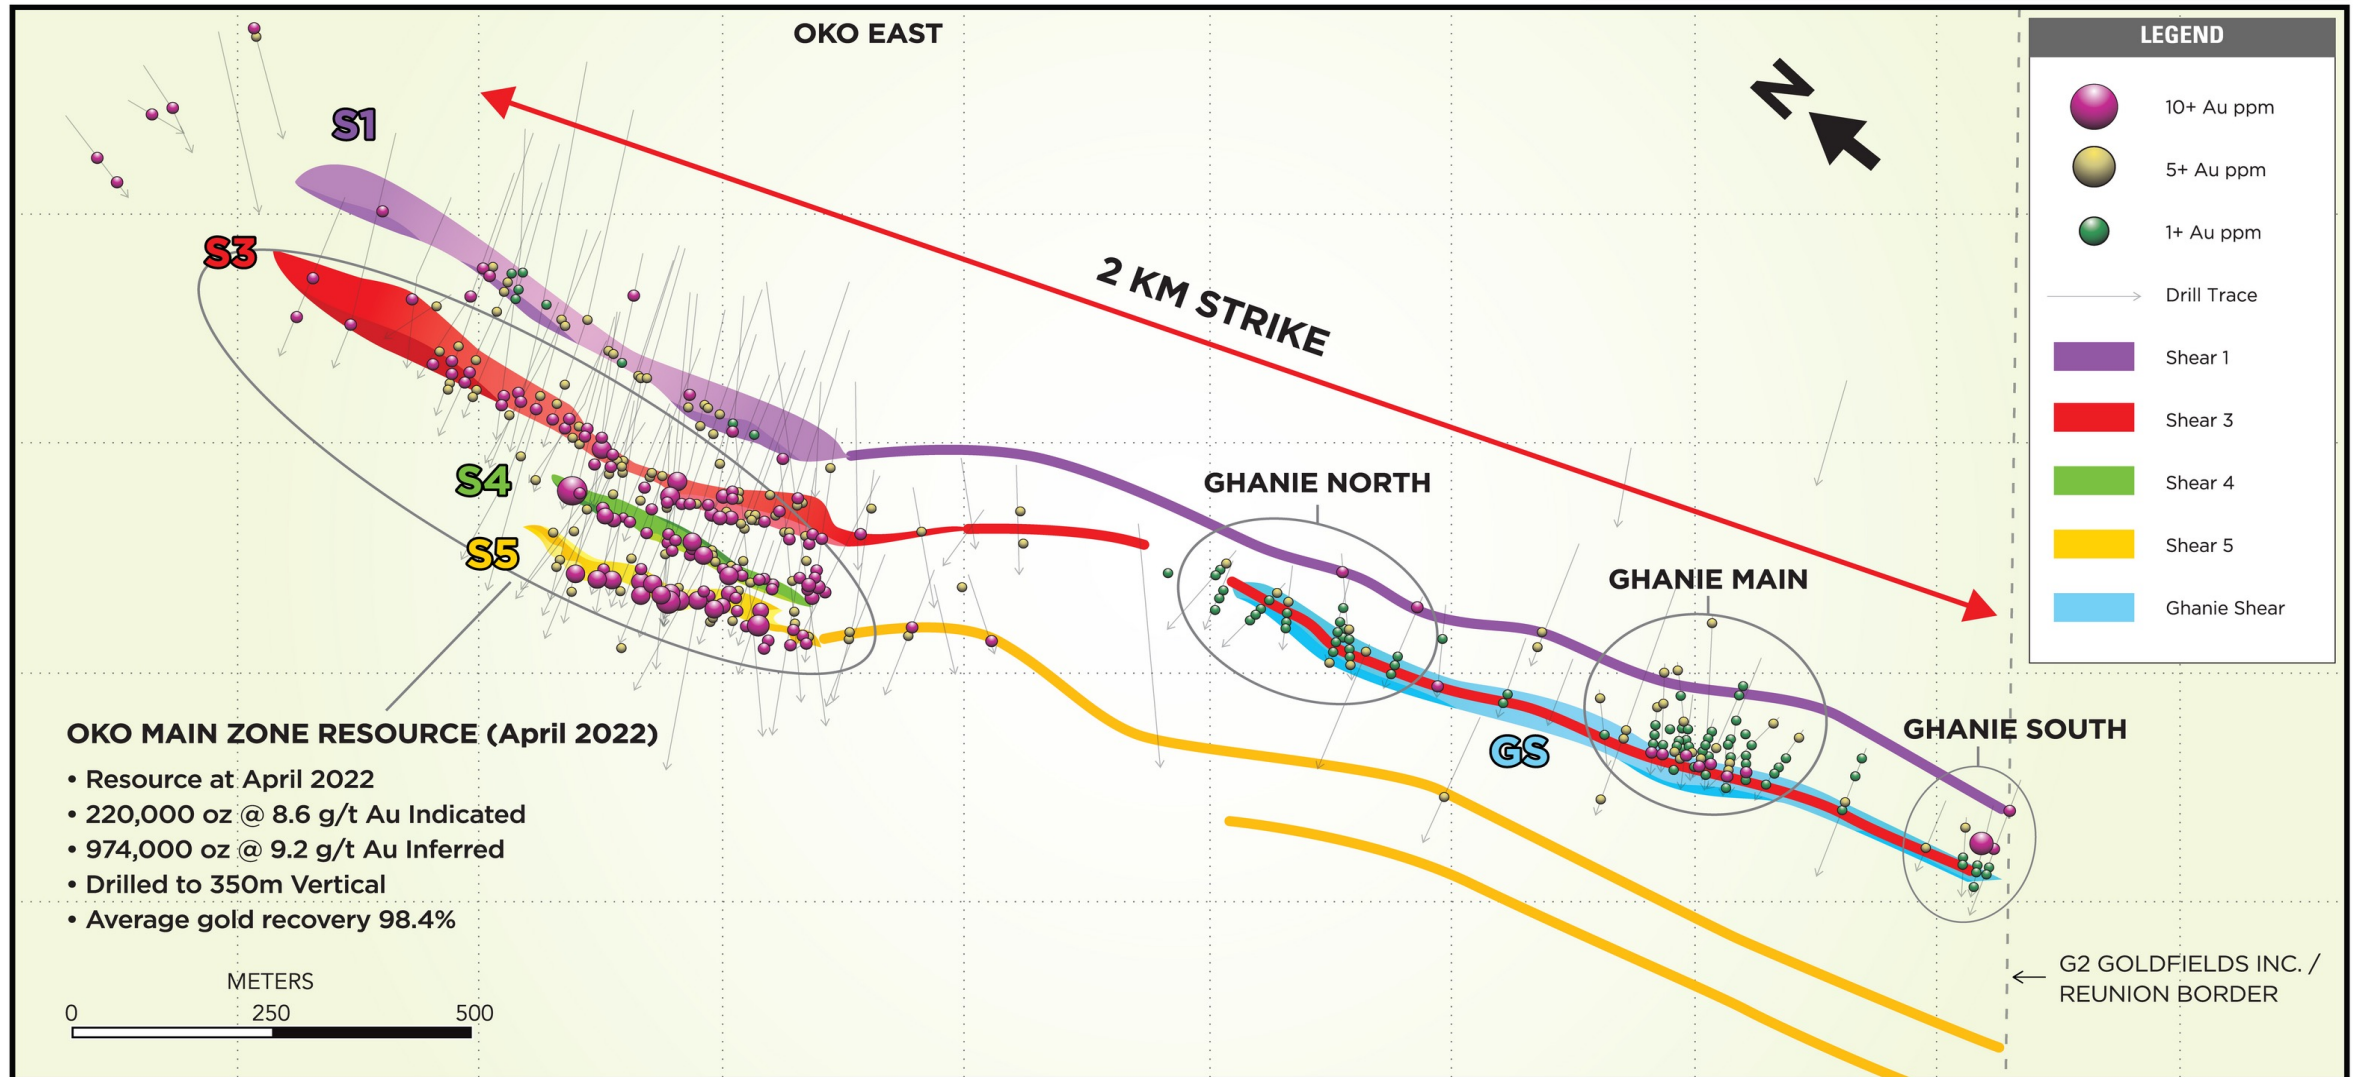 OKO EAST
N
LEGEND
10+ Au ppm
5+ Au ppm
1+ Au ppm
Drill Trace
Shear 1
Shear 3
Shear 4
Shear 5
Ghanie Shear
S1
S3
S4
S5
2 KM STRIKE
GHANIE NORTH
GHANIE MAIN
GHANIE SOUTH
GS
OKO MAIN ZONE RESOURCE (April 2022)
• Resource at April 2022
• 220,000 oz @ 8.6 g/t Au Indicated
• 974,000 oz @ 9.2 g/t Au Inferred
• Drilled to 350m Vertical
• Average gold recovery 98.4%
METERS
0 250 500
G2 GOLDFIELDS INC. /
REUNION BORDER